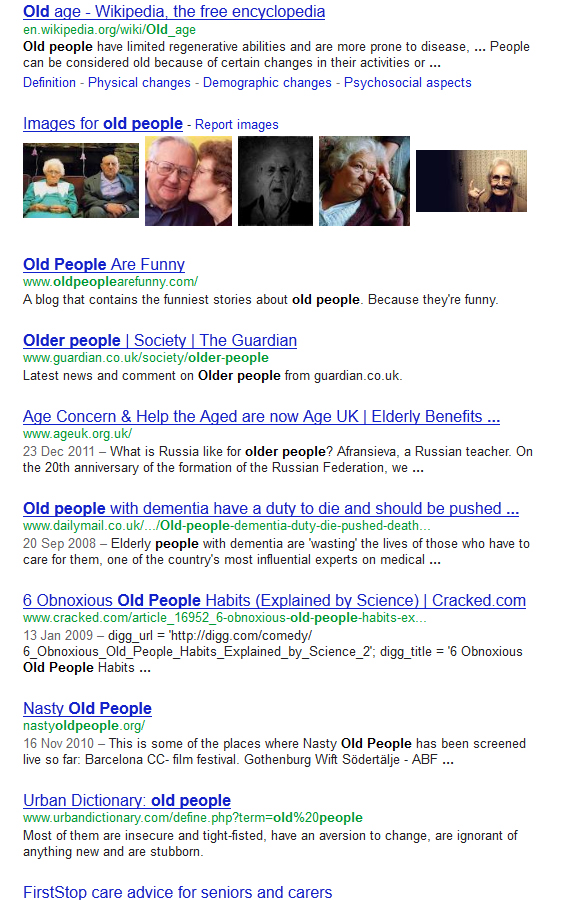 Old age - Wikipedia, the free encyclopedia
en.wikipedia.org/wiki/Old_age
Old people have limited regenerative abilities and are more prone to disease, ... People
can be considered old because of certain changes in their activities or ...
Definition - Physical changes - Demographic changes - Psychosocial aspects
Images for old people - Report images
Old People Are Funny
www.oldpeoplearefunny.com/
A blog that contains the funniest stories about old people. Because they're funny.
Older people | Society | The Guardian
www.guardian.co.uk/society/older-people
Latest news and comment on Older people from guardian.co.uk.
Age Concern & Help the Aged are now Age UK | Elderly Benefits ...
www.ageuk.org.uk/
23 Dec 2011 – What is Russia like for older people? Afransieva, a Russian teacher. On
the 20th anniversary of the formation of the Russian Federation, we ...
Old people with dementia have a duty to die and should be pushed ...
www.dailymail.co.uk/.../Old-people-dementia-duty-die-pushed-death...
20 Sep 2008 – Elderly people with dementia are 'wasting' the lives of those who have to
care for them, one of the country's most influential experts on medical ...
6 Obnoxious Old People Habits (Explained by Science) | Cracked.com
www.cracked.com/article_16952_6-obnoxious-old-people-habits-ex...
13 Jan 2009 – digg_url = 'http://digg.com/comedy/
6_Obnoxious_Old_People_Habits_Explained_by_Science_2'; digg_title = '6 Obnoxious
Old People Habits ...
Nasty Old People
nastyoldpeople.org/
16 Nov 2010 – This is some of the places where Nasty Old People has been screened
live so far: Barcelona CC- film festival. Gothenburg Wift Södertälje - ABF ...
Urban Dictionary: old people
www.urbandictionary.com/define.php?term=old%20people
Most of them are insecure and tight-fisted, have an aversion to change, are ignorant of
anything new and are stubborn.
FirstStop care advice for seniors and carers